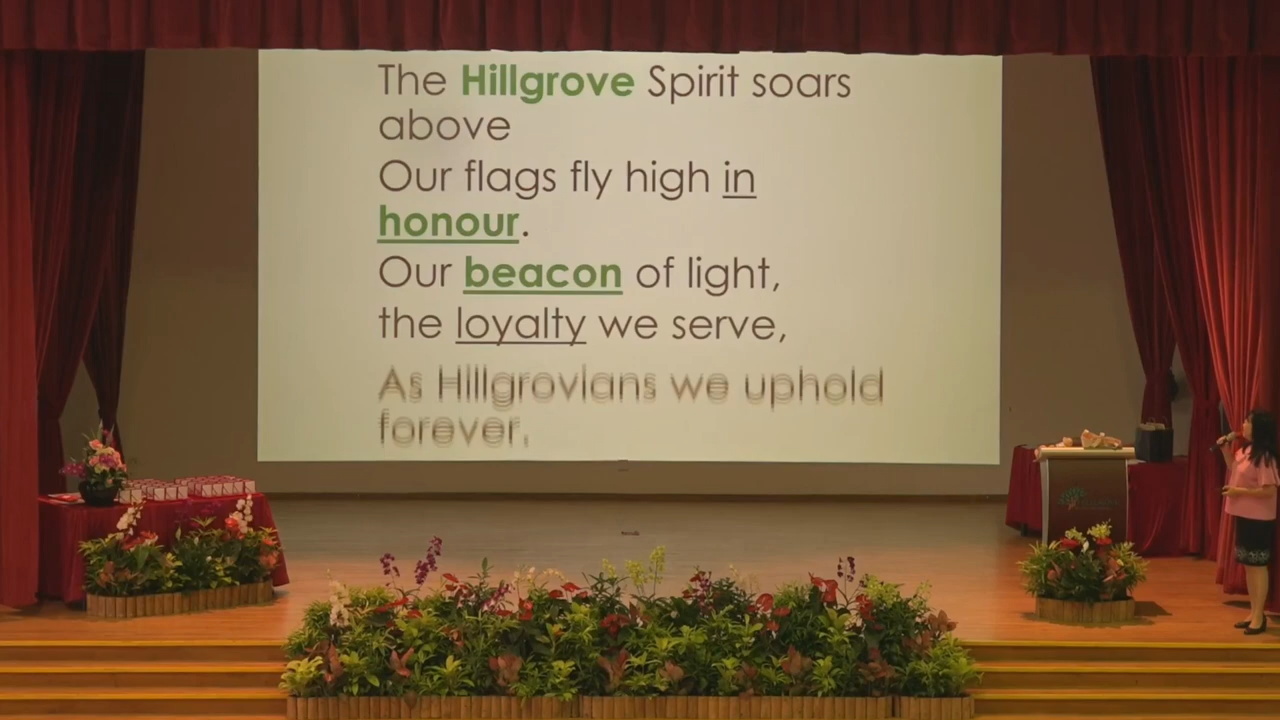 The Hillgrove Spirit soars
above
Our flags fly high in
honour.
Our beacon of light,
the loyalty we serve,
As Hillgrovians we uphold
forever.